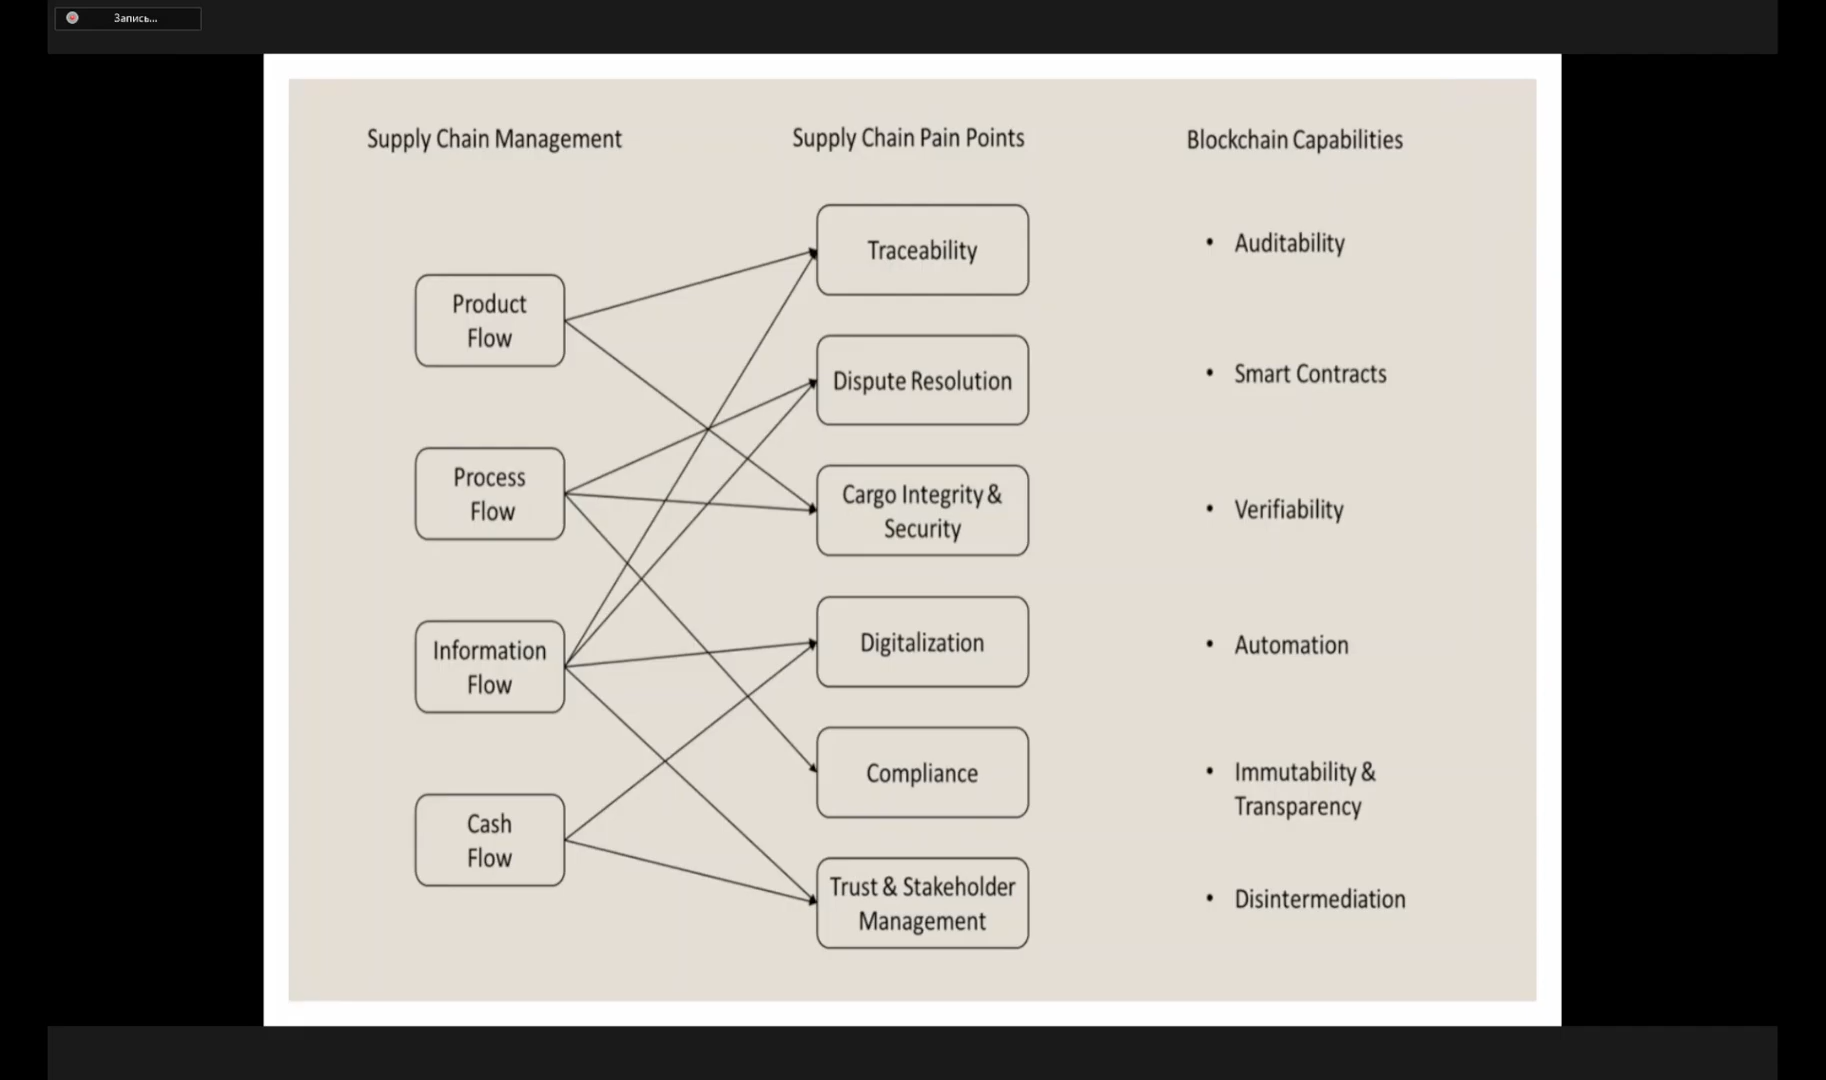 Запись...
Supply Chain Management
Supply Chain Pain Points
Blockchain Capabilities
Product
Flow
Process
Flow
Information
Flow
Cash
Flow
Traceability
Dispute Resolution
Cargo Integrity &
Security
Digitalization
Compliance
Trust & Stakeholder
Management
• Auditability
• Smart Contracts
• Verifiability
• Automation
• Immutability &
Transparency
• Disintermediation